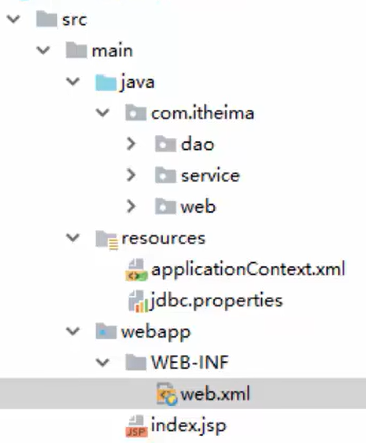 src
main
java
com.itheima
dao
service
web
resources
applicationContext.xml
jdbc.properties
webapp
WEB-INF
web.xml
JSP index.jsp